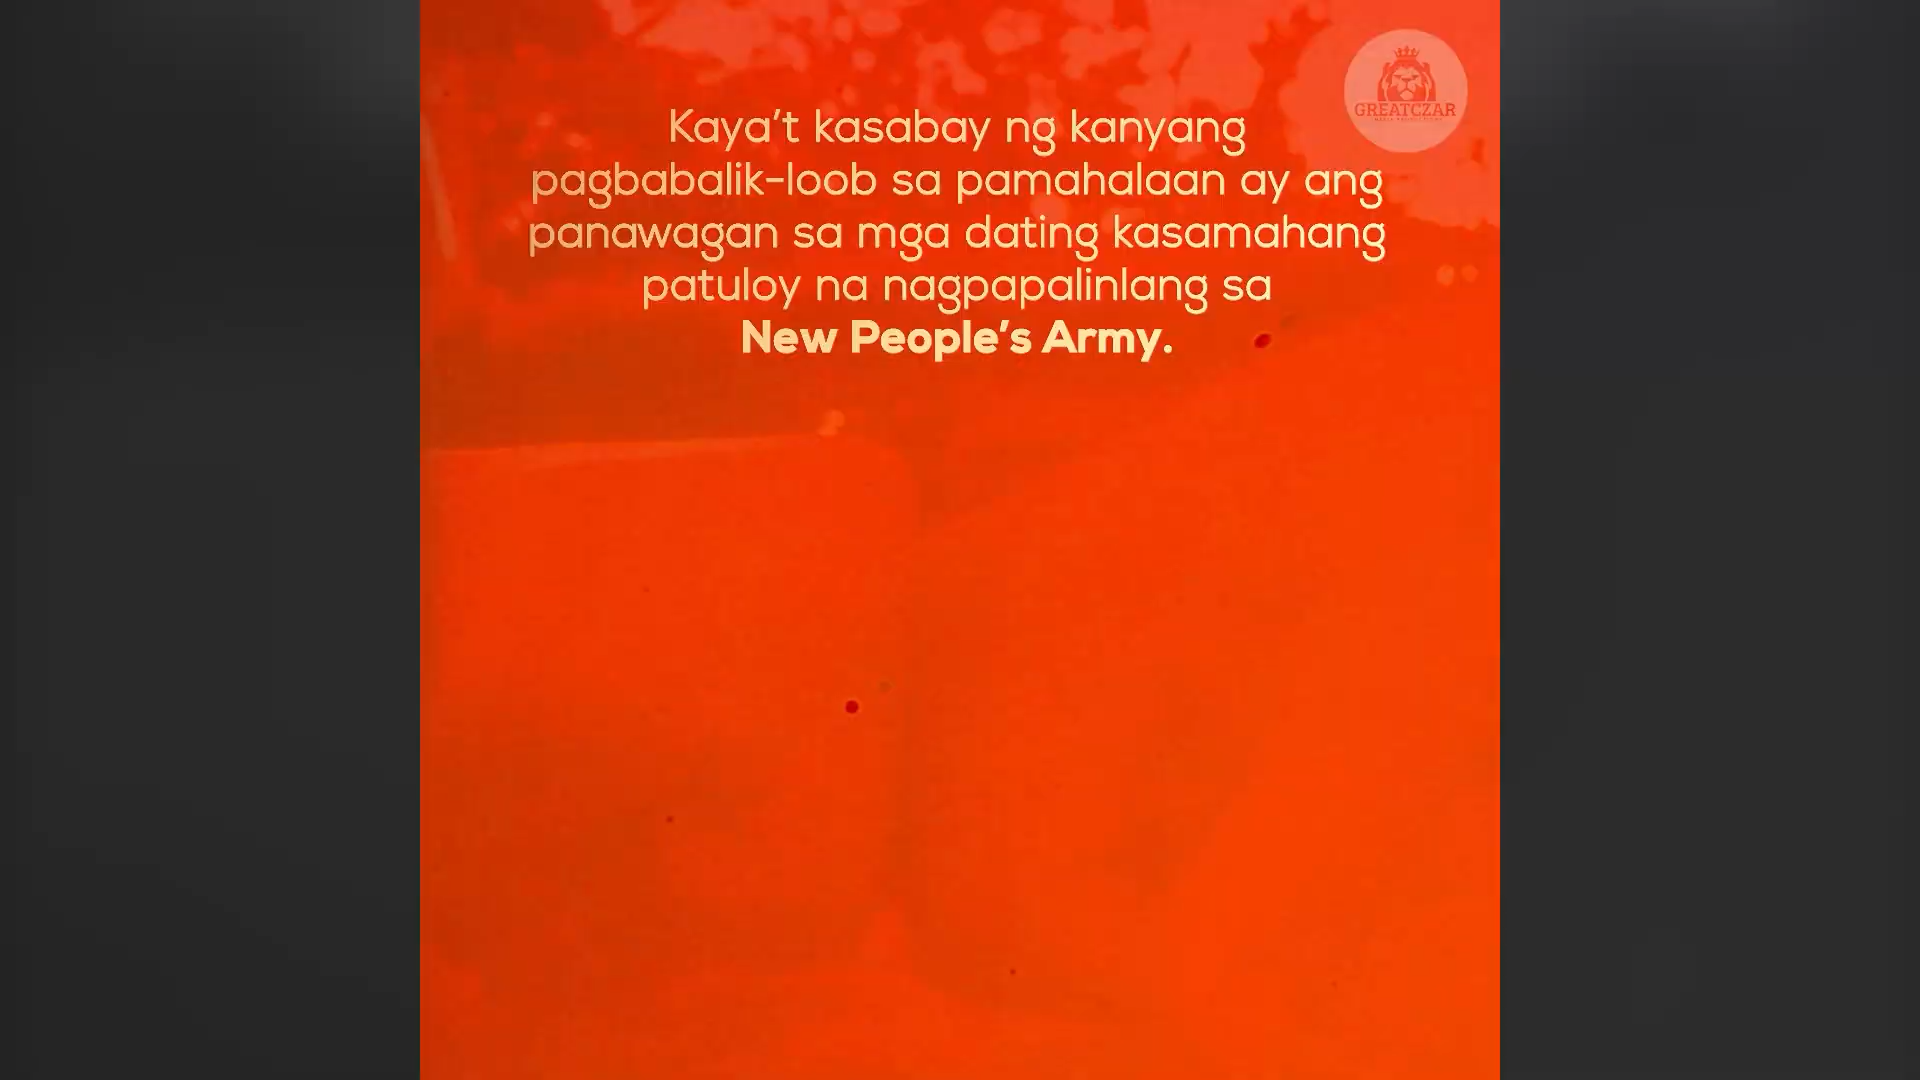 GREATCZAR
Kaya't kasabay ng kanyang
pagbabalik-loob sa pamahalaan ay ang
panawagan sa mga dating kasamahang
patuloy na nagpapalinlang sa
New People's Army.